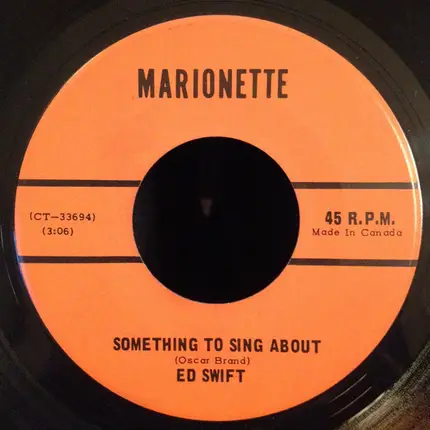 MARIONETTE
(CT-33694)
(3:06)
45 R.P.M.
Made In Canada
SOMETHING TO SING ABOUT
(Oscar Brand)
ED SWIFT